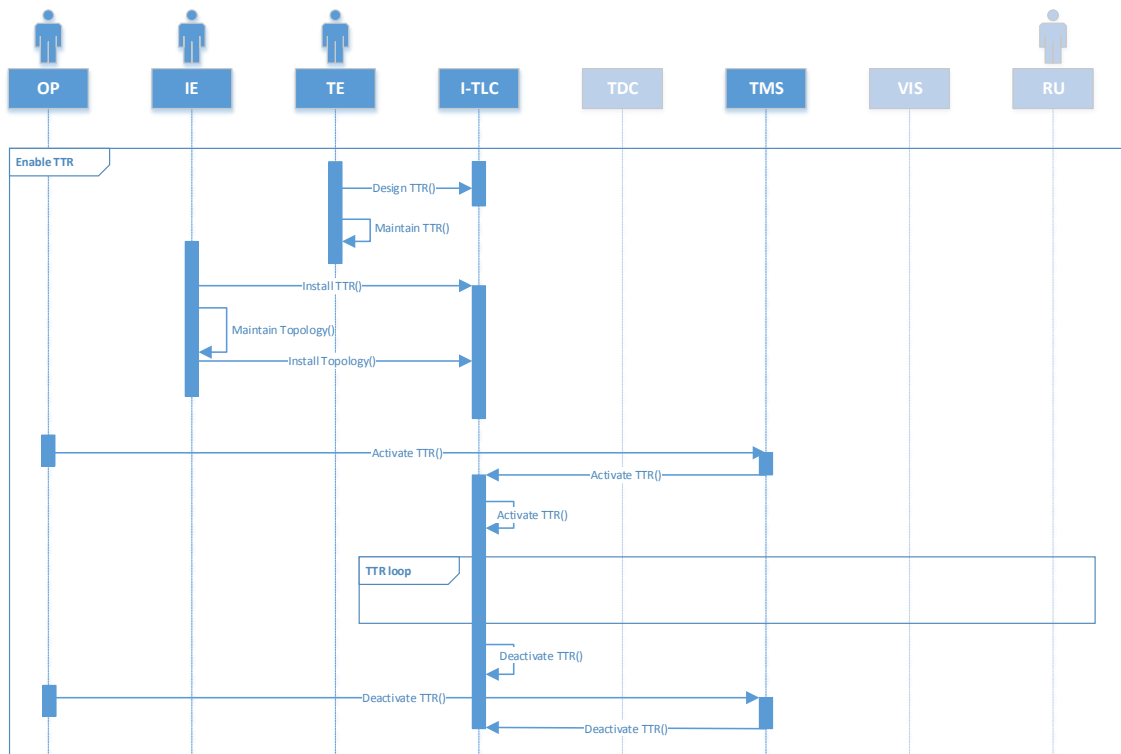 OP
IE
TE
I-TLC
TDC
TMS
VIS
RU
Enable TTR
Design TTR()
Maintain TTR()
Install TTR()
Maintain Topology()
Install Topology()
Activate TTR()
Activate TTR()
Activate TTR()
TTR loop
Deactivate TTR()
Deactivate TTR()
Deactivate TTR()